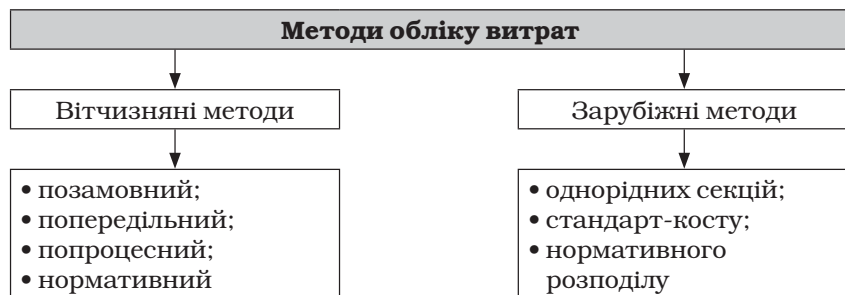 Методи обліку витрат
Вітчизняні методи
Зарубіжні методи
• позамовний;
• попередільний;
• попроцесний;
• нормативний
• однорідних секцій;
• стандарт-косту;
• нормативного
розподілу